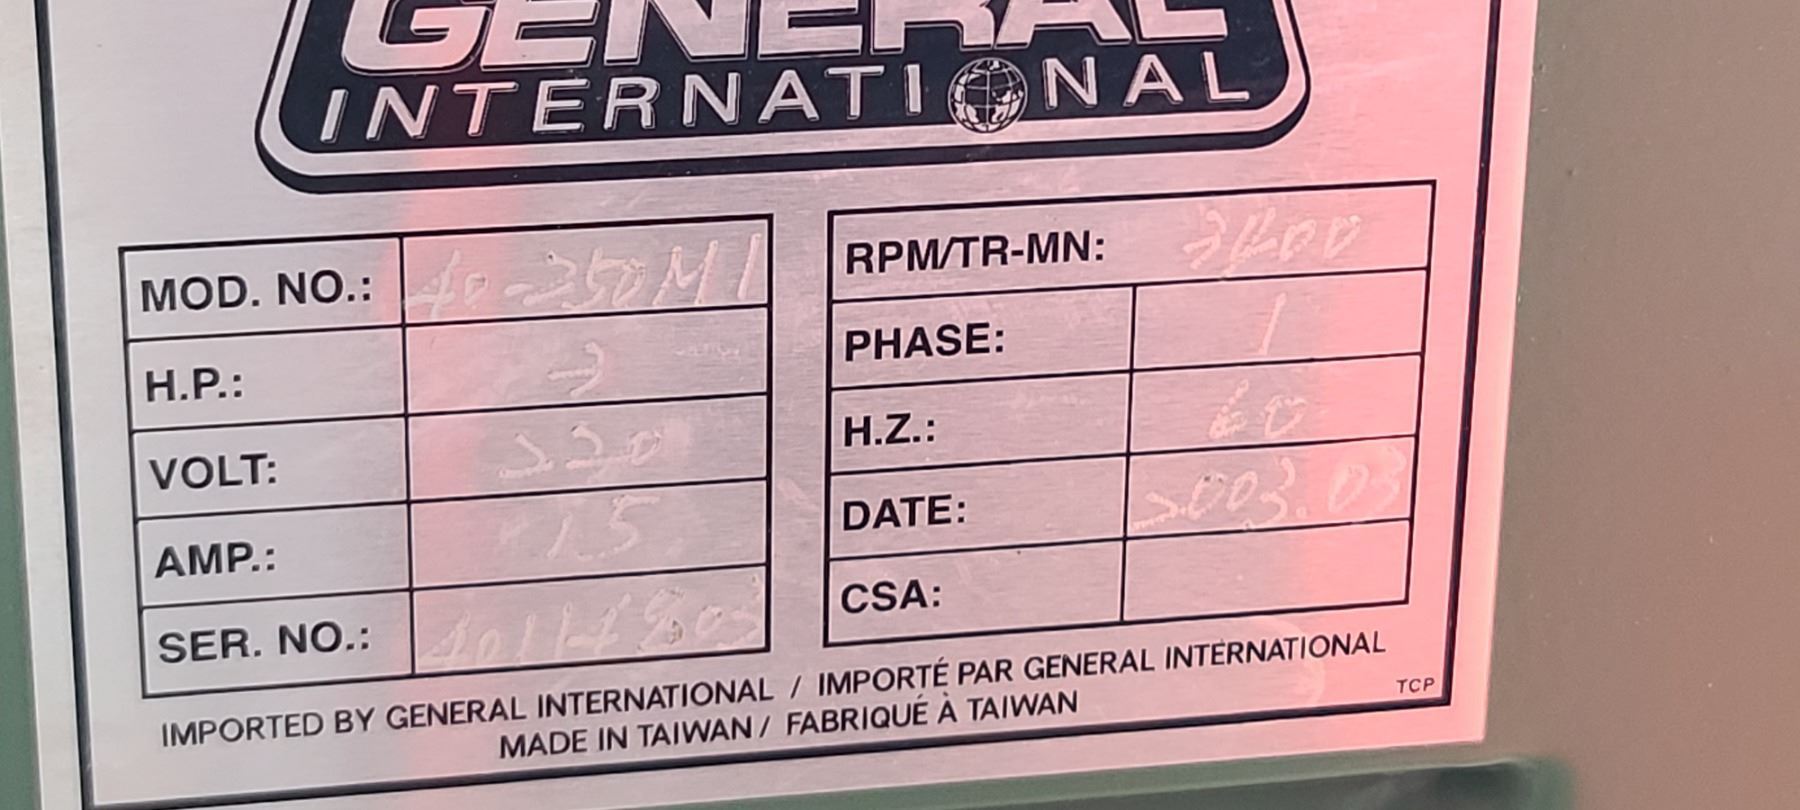 GENERAL
INTERNATIONAL
MOD. NO.: 40-250M1
H.P.: 3
VOLT: 220
AMP.: 15
SER. NO.:
RPM/TR-MN:
PHASE: 1
H.Z.: 60
DATE: 2003.03
CSA:
IMPORTED BY GENERAL INTERNATIONAL / IMPORTÉ PAR GENERAL INTERNATIONAL
MADE IN TAIWAN / FABRIQUÉ À TAIWAN
TCP